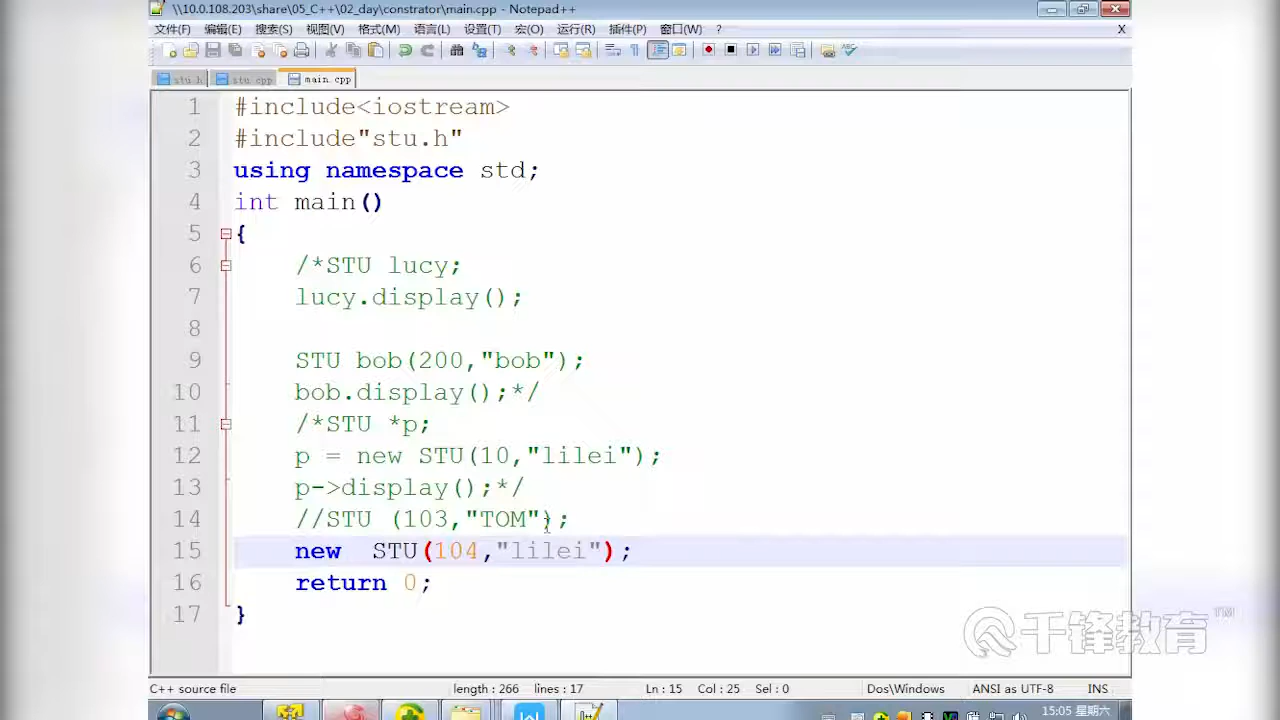 \\10.0.108.203\share\05_C++\02_day\constrator\main.cpp - Notepad++
文件(F) 编辑(E) 搜索(S) 视图(V) 格式(M) 语言(L) 设置(T) 宏(O) 运行(R) 插件(P) 窗口(W) ? X
stu.h stu.cpp main.cpp
1 #include<iostream>
2 #include"stu.h"
3 using namespace std;
4 int main()
5 {
6 /*STU lucy;
7 lucy.display();
8
9 STU bob(200,"bob");
10 bob.display();*/
11 /*STU *p;
12 p = new STU(10,"lilei");
13 p->display();*/
14 //STU (103,"TOM");
15 new  STU(104,"lilei");
16 return 0;
17 }
千锋教育™
C++ source file length : 266 lines : 17 Ln : 15 Col : 25 Sel : 0 Dos\Windows ANSI as UTF-8 INS
15:05 星期六